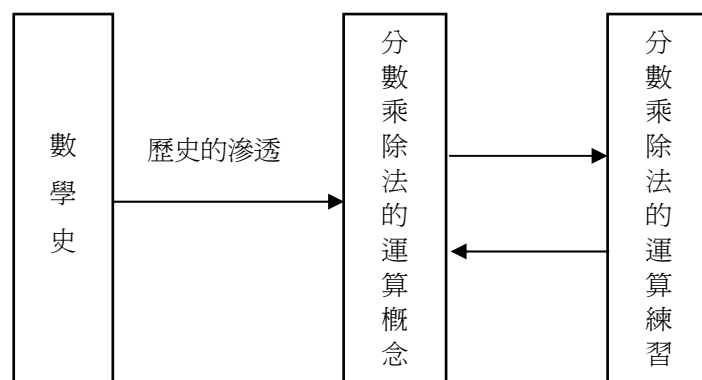 數學史
歷史的滲透
分數乘除法的運算概念
分數乘除法的運算練習